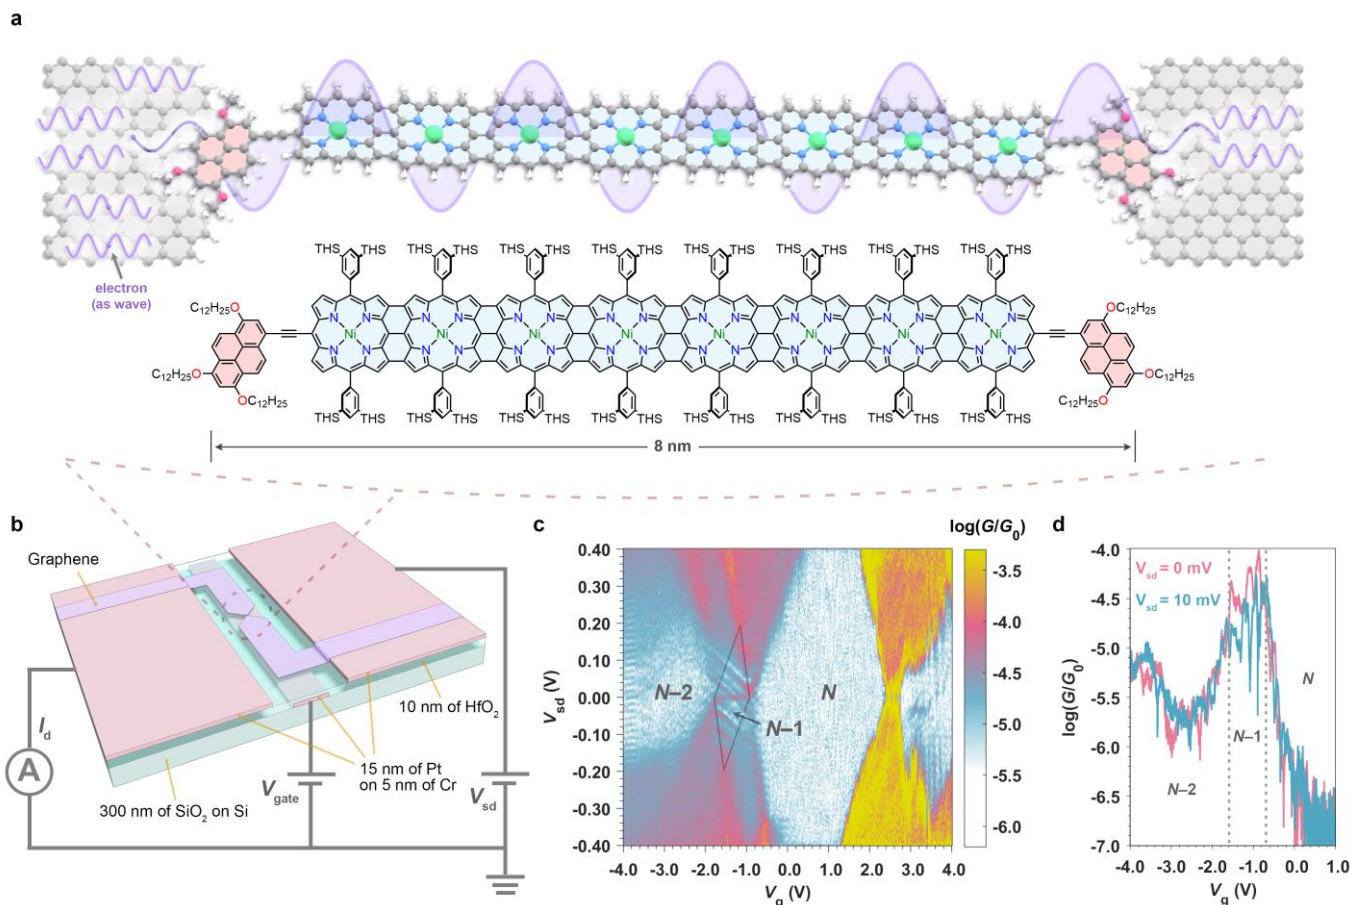 a
electron
(as wave)
THS THS THS THS THS THS THS THS THS THS THS THS THS THS THS THS
C12H25O
C12H25O
OC12H25
N N N N N N N N N N N N N N N N
Ni Ni Ni Ni Ni Ni Ni Ni
N N N N N N N N N N N N N N N N
OC12H25
OC12H25
C12H25O
THS THS THS THS THS THS THS THS THS THS THS THS THS THS THS THS
8 nm
b
Graphene
Id
A
Vgate
Vsd
10 nm of HfO2
15 nm of Pt
on 5 nm of Cr
300 nm of SiO2 on Si
c
log(G/G0)
Vsd (V)
0.40
0.30
0.20
0.10
0.00
-0.10
-0.20
-0.30
-0.40
N–2
N–1
N
-4.0 -3.0 -2.0 -1.0 0.0 1.0 2.0 3.0 4.0
Vg (V)
-3.5
-4.0
-4.5
-5.0
-5.5
-6.0
d
log(G/G0)
-4.0
-4.5
-5.0
-5.5
-6.0
-6.5
-7.0
Vsd = 0 mV
Vsd = 10 mV
N
N–1
N–2
-4.0 -3.0 -2.0 -1.0 0.0 1.0
Vg (V)